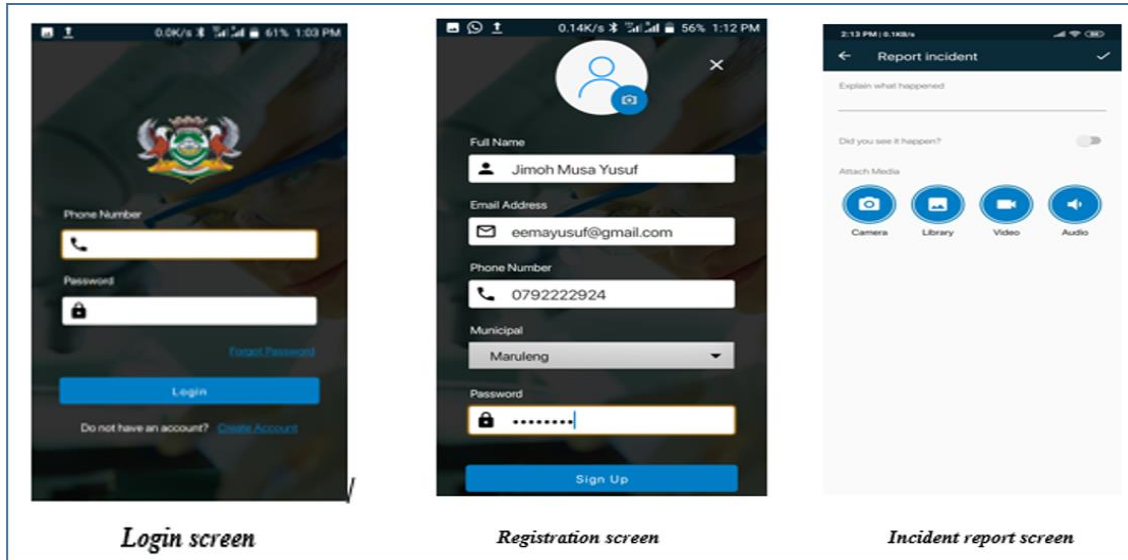 0.0K/s 61% 1:03 PM
Phone Number
Password
Forgot Password
Login
Do not have an account? Create Account
Login screen
0.14K/s 56% 1:12 PM
Full Name
Jimoh Musa Yusuf
Email Address
eemayusuf@gmail.com
Phone Number
0792222924
Municipal
Maruleng
Password
••••••••
Sign Up
Registration screen
2:13 PM | 0.1KB/s
Report incident
Explain what happened
Did you see it happen?
Attach Media
Camera Library Video Audio
Incident report screen